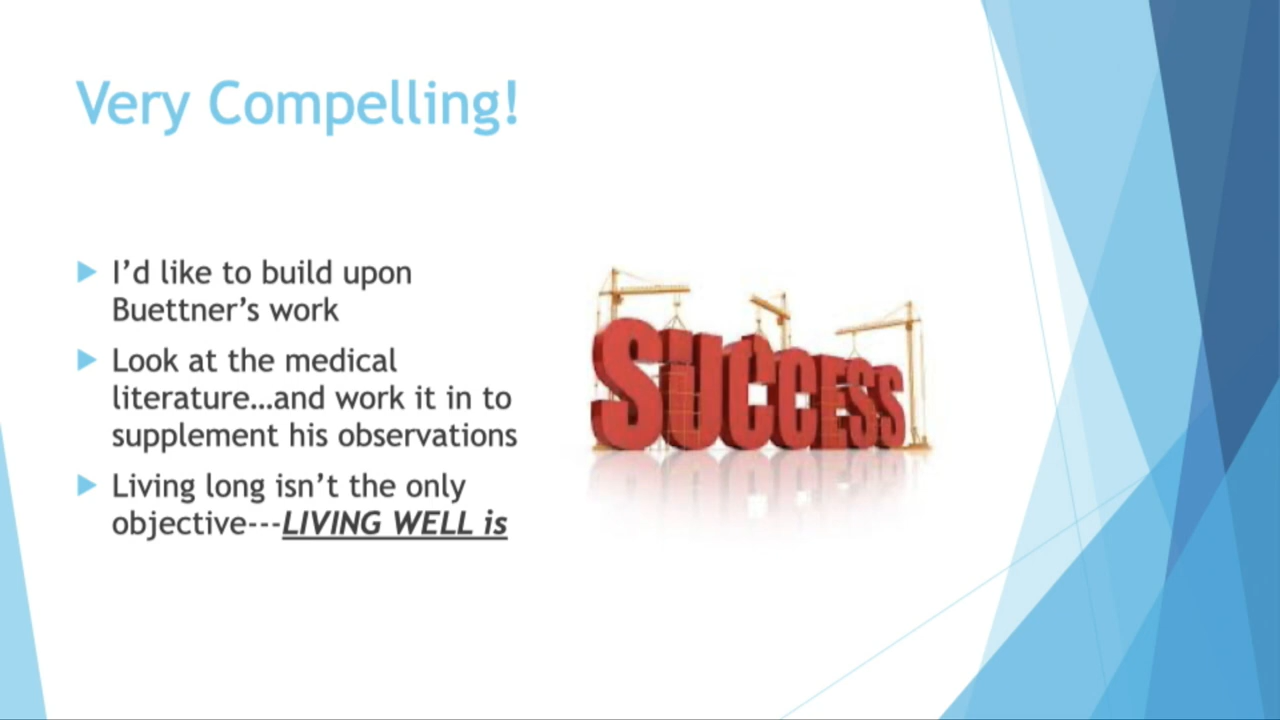 Very Compelling!
I’d like to build upon
Buettner’s work
Look at the medical
literature…and work it in to
supplement his observations
Living long isn’t the only
objective---LIVING WELL is
SUCCESS